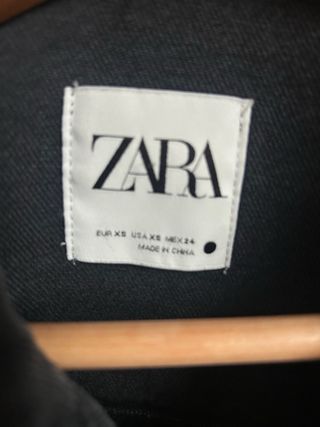 ZARA
EUR XS USA XS MEX 24
MADE IN CHINA